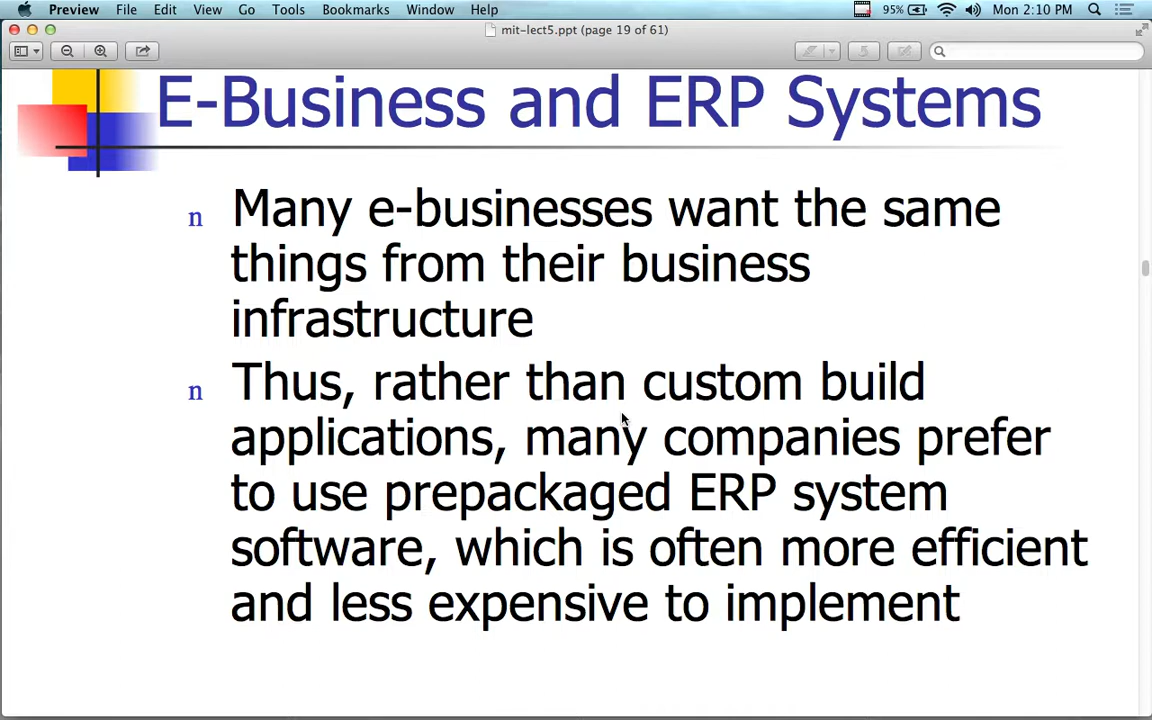 Preview File Edit View Go Tools Bookmarks Window Help 95% Mon 2:10 PM
mit-lect5.ppt (page 19 of 61)
E-Business and ERP Systems
n Many e-businesses want the same
things from their business
infrastructure
n Thus, rather than custom build
applications, many companies prefer
to use prepackaged ERP system
software, which is often more efficient
and less expensive to implement